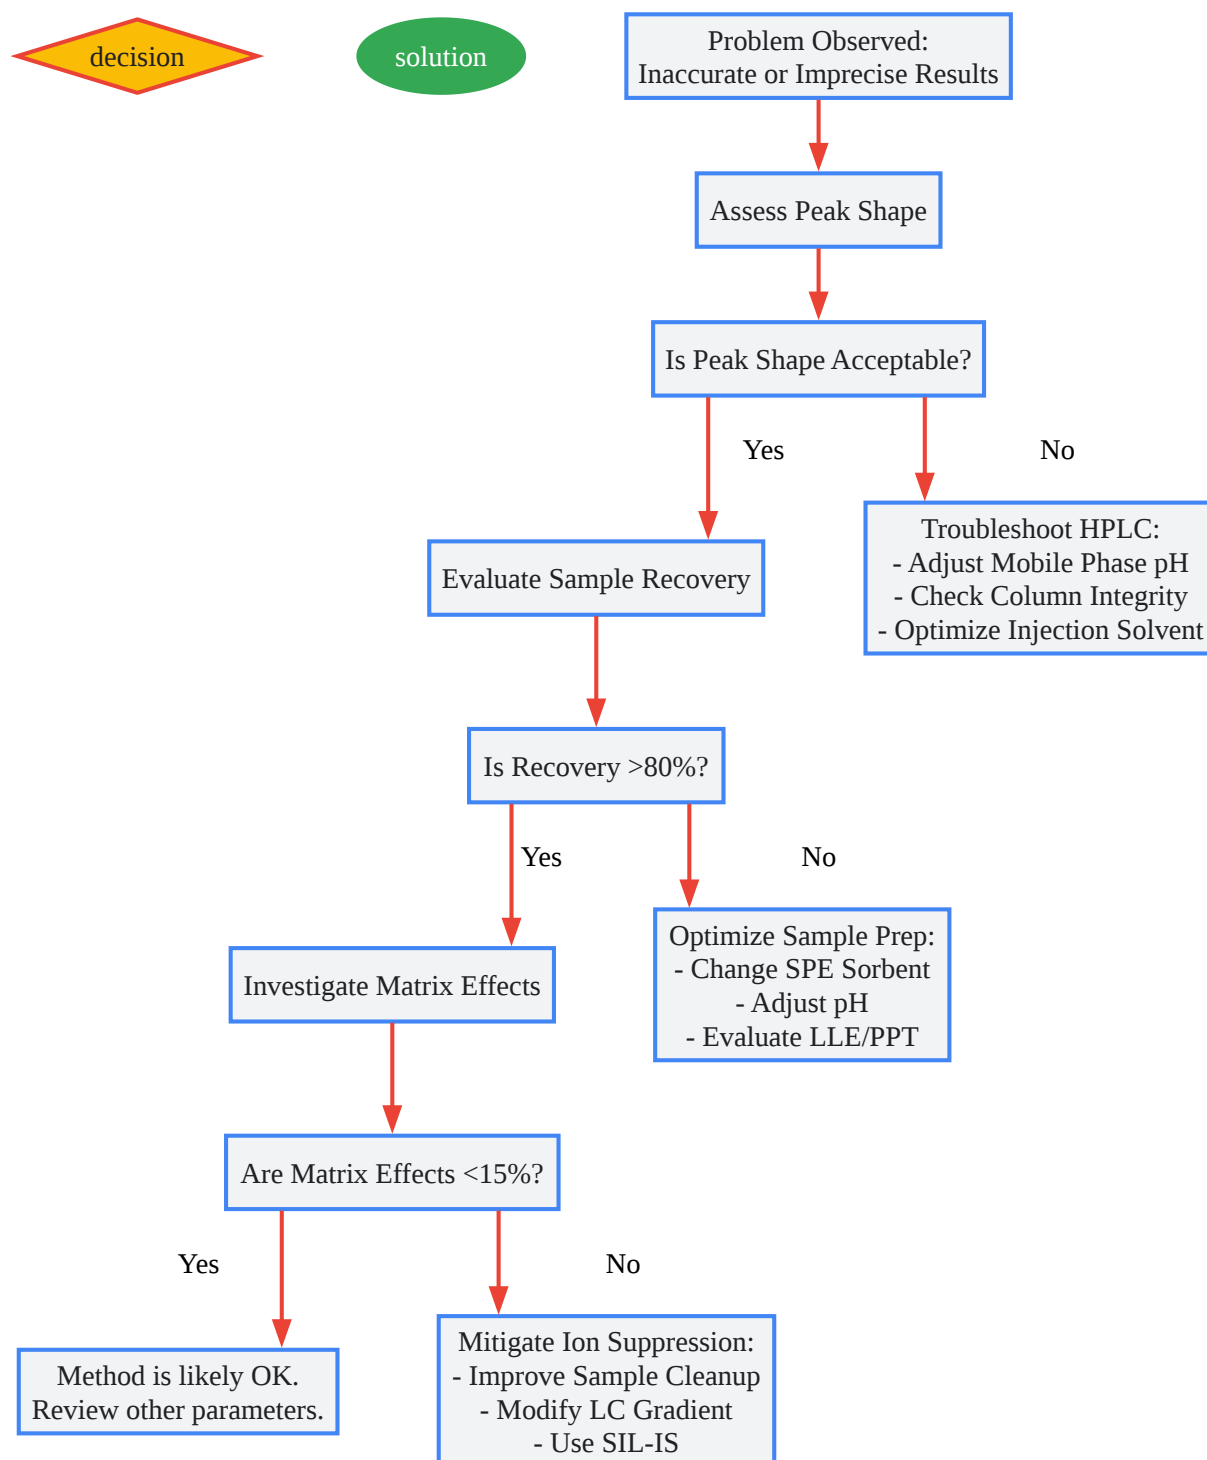 decision
solution
Problem Observed:
Inaccurate or Imprecise Results
Assess Peak Shape
Is Peak Shape Acceptable?
Yes
No
Troubleshoot HPLC:
- Adjust Mobile Phase pH
- Check Column Integrity
- Optimize Injection Solvent
Evaluate Sample Recovery
Is Recovery >80%?
Yes
No
Optimize Sample Prep:
- Change SPE Sorbent
- Adjust pH
- Evaluate LLE/PPT
Investigate Matrix Effects
Are Matrix Effects <15%?
Yes
No
Method is likely OK.
Review other parameters.
Mitigate Ion Suppression:
- Improve Sample Cleanup
- Modify LC Gradient
- Use SIL-IS